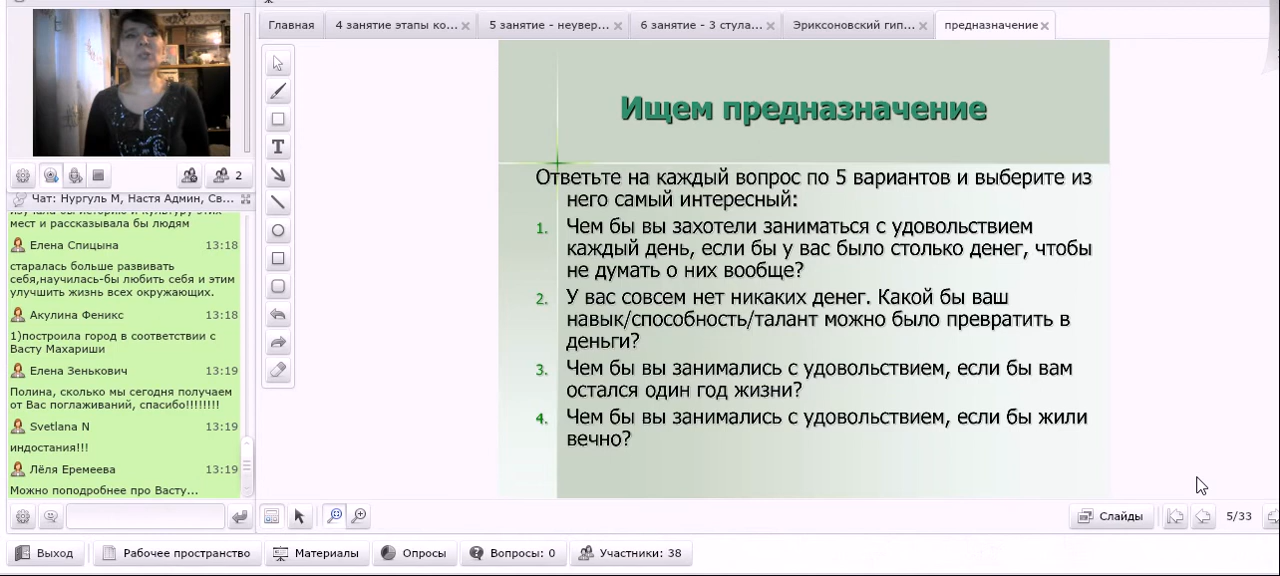 Главная
4 занятие этапы ко...
5 занятие - неувер...
6 занятие - 3 стула...
Эриксоновский гип...
предназначение
2
Чат: Нургуль М, Настя Админ, Св...
мест и рассказывала бы людям
Елена Спицына 13:18
старалась больше развивать
себя,научилась-бы любить себя и этим
улучшить жизнь всех окружающих.
Акулина Феникс 13:18
1)построила город в соответствии с
Васту Махариши
Елена Зенькович 13:19
Полина, сколько мы сегодня получаем
от Вас поглаживаний, спасибо!!!!!!!!
Svetlana N 13:19
индостания!!!
Лёля Еремеева 13:19
Можно поподробнее про Васту...
T
Ищем предназначение
Ответьте на каждый вопрос по 5 вариантов и выберите из
него самый интересный:
1. Чем бы вы захотели заниматься с удовольствием
каждый день, если бы у вас было столько денег, чтобы
не думать о них вообще?
2. У вас совсем нет никаких денег. Какой бы ваш
навык/способность/талант можно было превратить в
деньги?
3. Чем бы вы занимались с удовольствием, если бы вам
остался один год жизни?
4. Чем бы вы занимались с удовольствием, если бы жили
вечно?
Слайды
5/33
Выход
Рабочее пространство
Материалы
Опросы
Вопросы: 0
Участники: 38